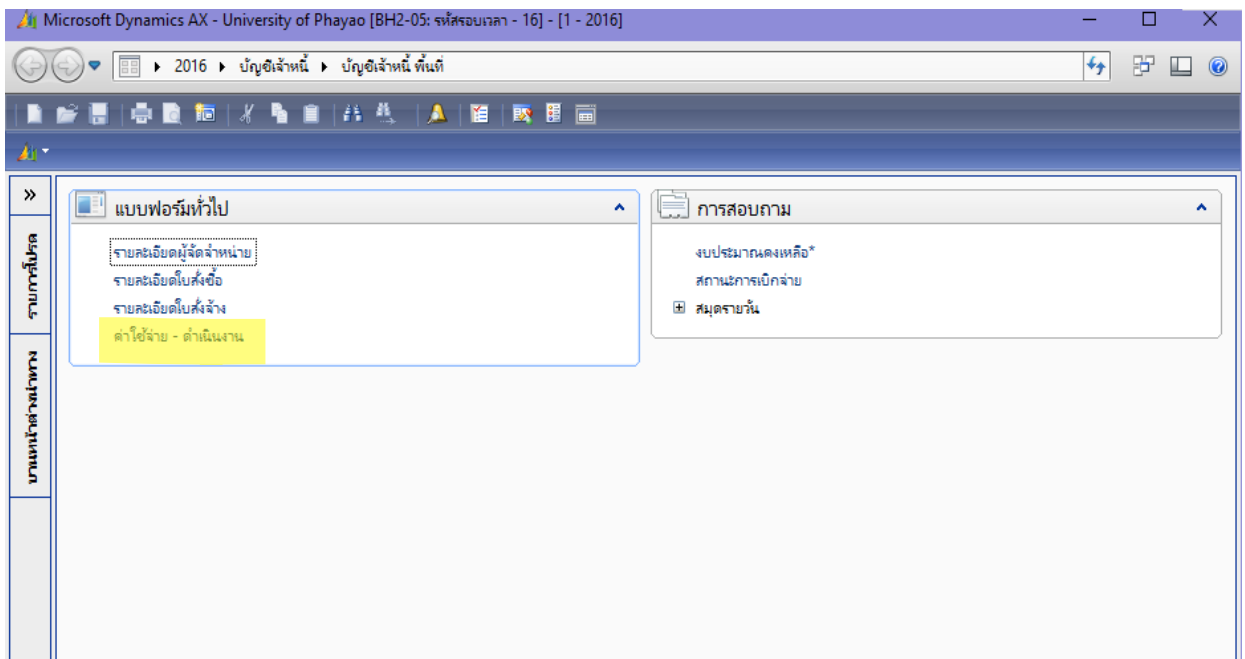 Microsoft Dynamics AX - University of Phayao [BH2-05: รหัสรอบเวลา - 16] - [1 - 2016]
2016 บัญชีเจ้าหนี้ บัญชีเจ้าหนี้ พื้นที่
แบบฟอร์มทั่วไป
รายละเอียดผู้จัดจำหน่าย
รายละเอียดใบสั่งซื้อ
รายละเอียดใบสั่งจ้าง
ค่าใช้จ่าย - ดำเนินงาน
การสอบถาม
งบประมาณคงเหลือ*
สถานะการเบิกจ่าย
สมุดรายวัน
รายการโปรด
บานหน้าต่างนำทาง